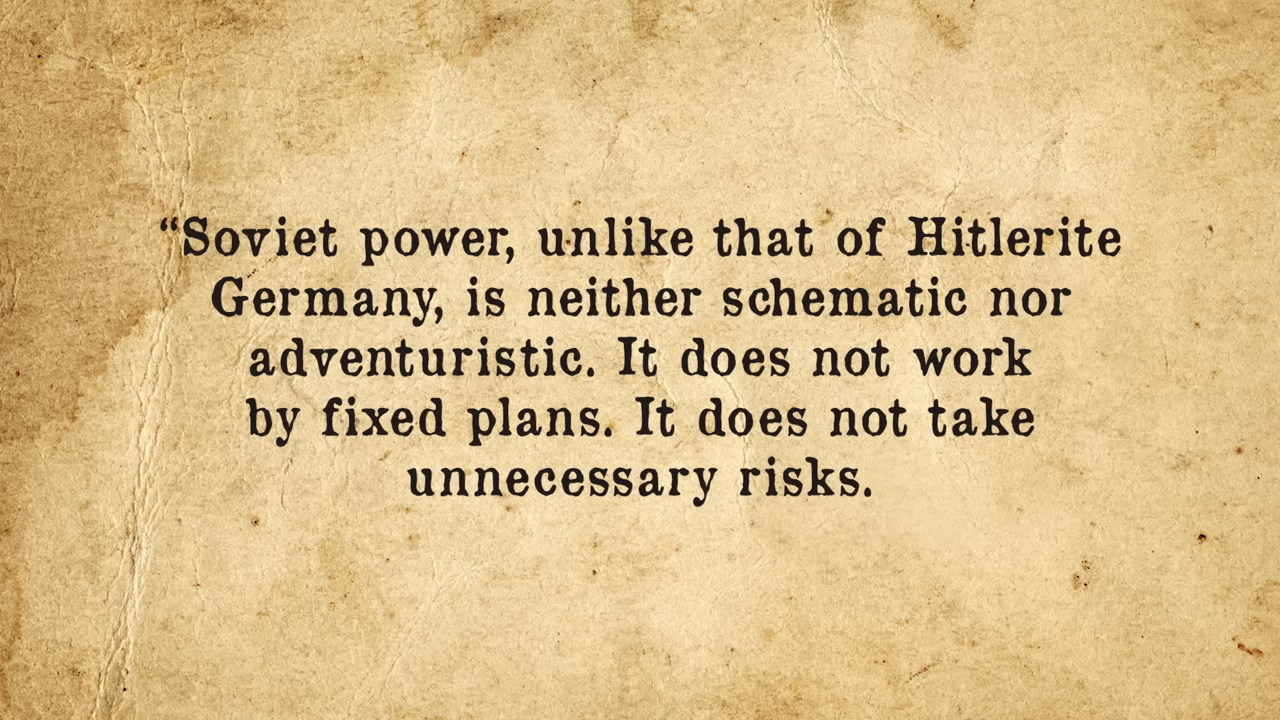 “Soviet power, unlike that of Hitlerite
Germany, is neither schematic nor
adventuristic. It does not work
by fixed plans. It does not take
unnecessary risks.